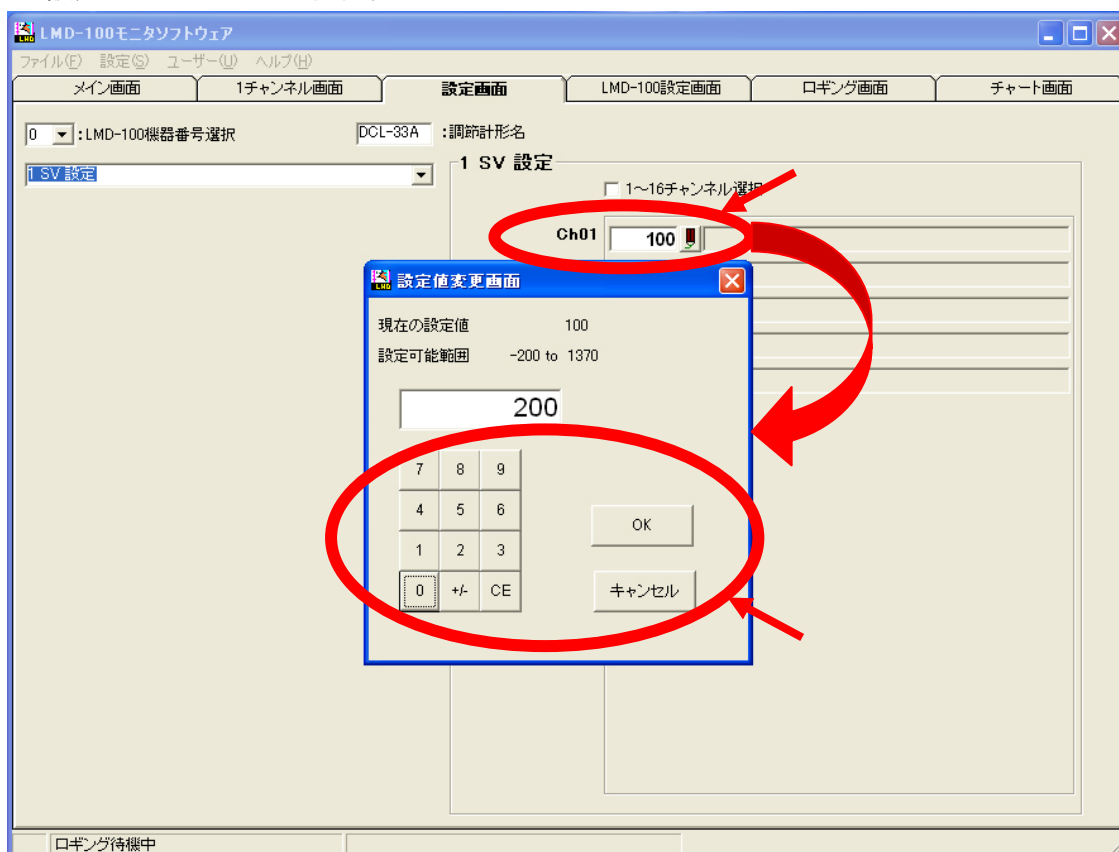 LMD-100モニタソフトウェア
ファイル(F) 設定(S) ユーザー(U) ヘルプ(H)
メイン画面 1チャンネル画面 設定画面 LMD-100設定画面 ロギング画面 チャート画面
0 :LMD-100機器番号選択 DCL-33A :調節計形名
1 SV 設定
1 SV 設定
1～16チャンネル選択
Ch01 100
設定値変更画面
現在の設定値 100
設定可能範囲 -200 to 1370
200
7 8 9
4 5 6
OK
1 2 3
0 +/- CE キャンセル
ロギング待機中